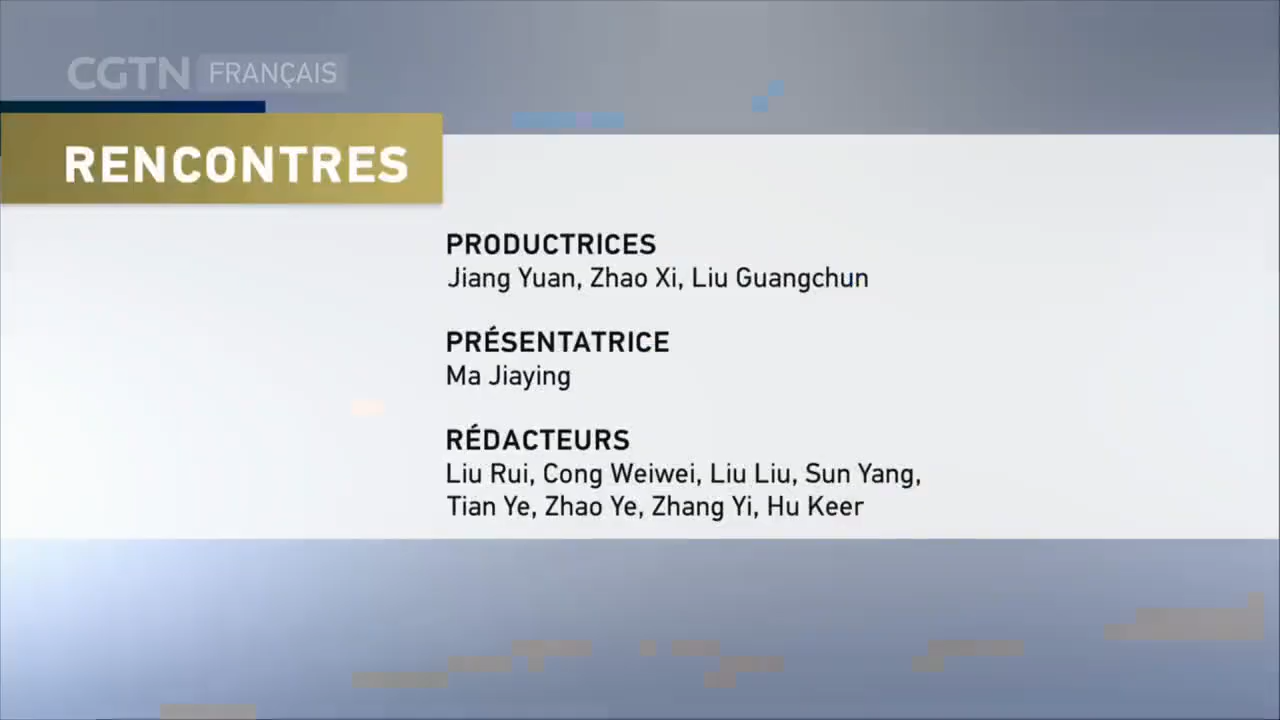 CGTN FRANÇAIS
RENCONTRES
PRODUCTRICES
Jiang Yuan, Zhao Xi, Liu Guangchun
PRÉSENTATRICE
Ma Jiaying
RÉDACTEURS
Liu Rui, Cong Weiwei, Liu Liu, Sun Yang,
Tian Ye, Zhao Ye, Zhang Yi, Hu Keer